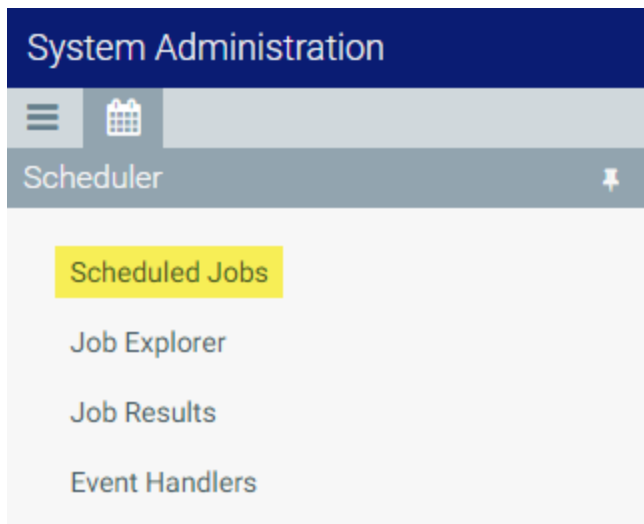 System Administration
Scheduler
Scheduled Jobs
Job Explorer
Job Results
Event Handlers